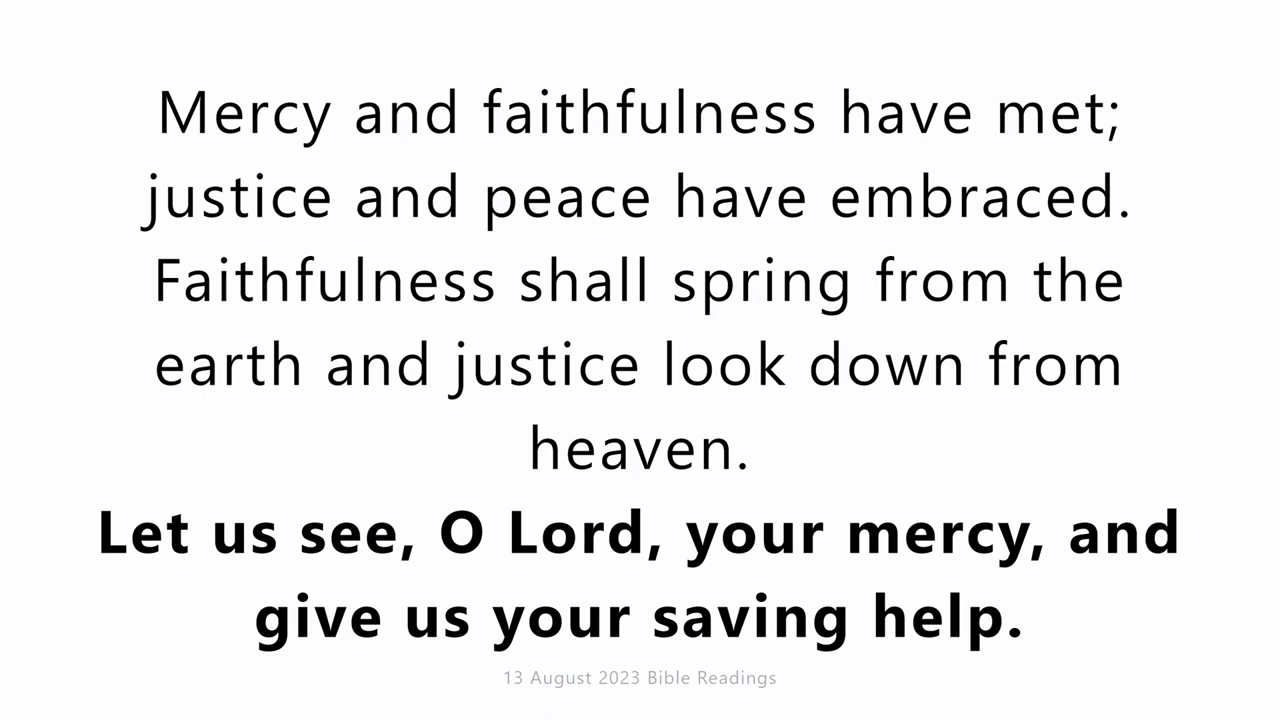 Mercy and faithfulness have met;
justice and peace have embraced.
Faithfulness shall spring from the
earth and justice look down from
heaven.
Let us see, O Lord, your mercy, and
give us your saving help.
13 August 2023 Bible Readings